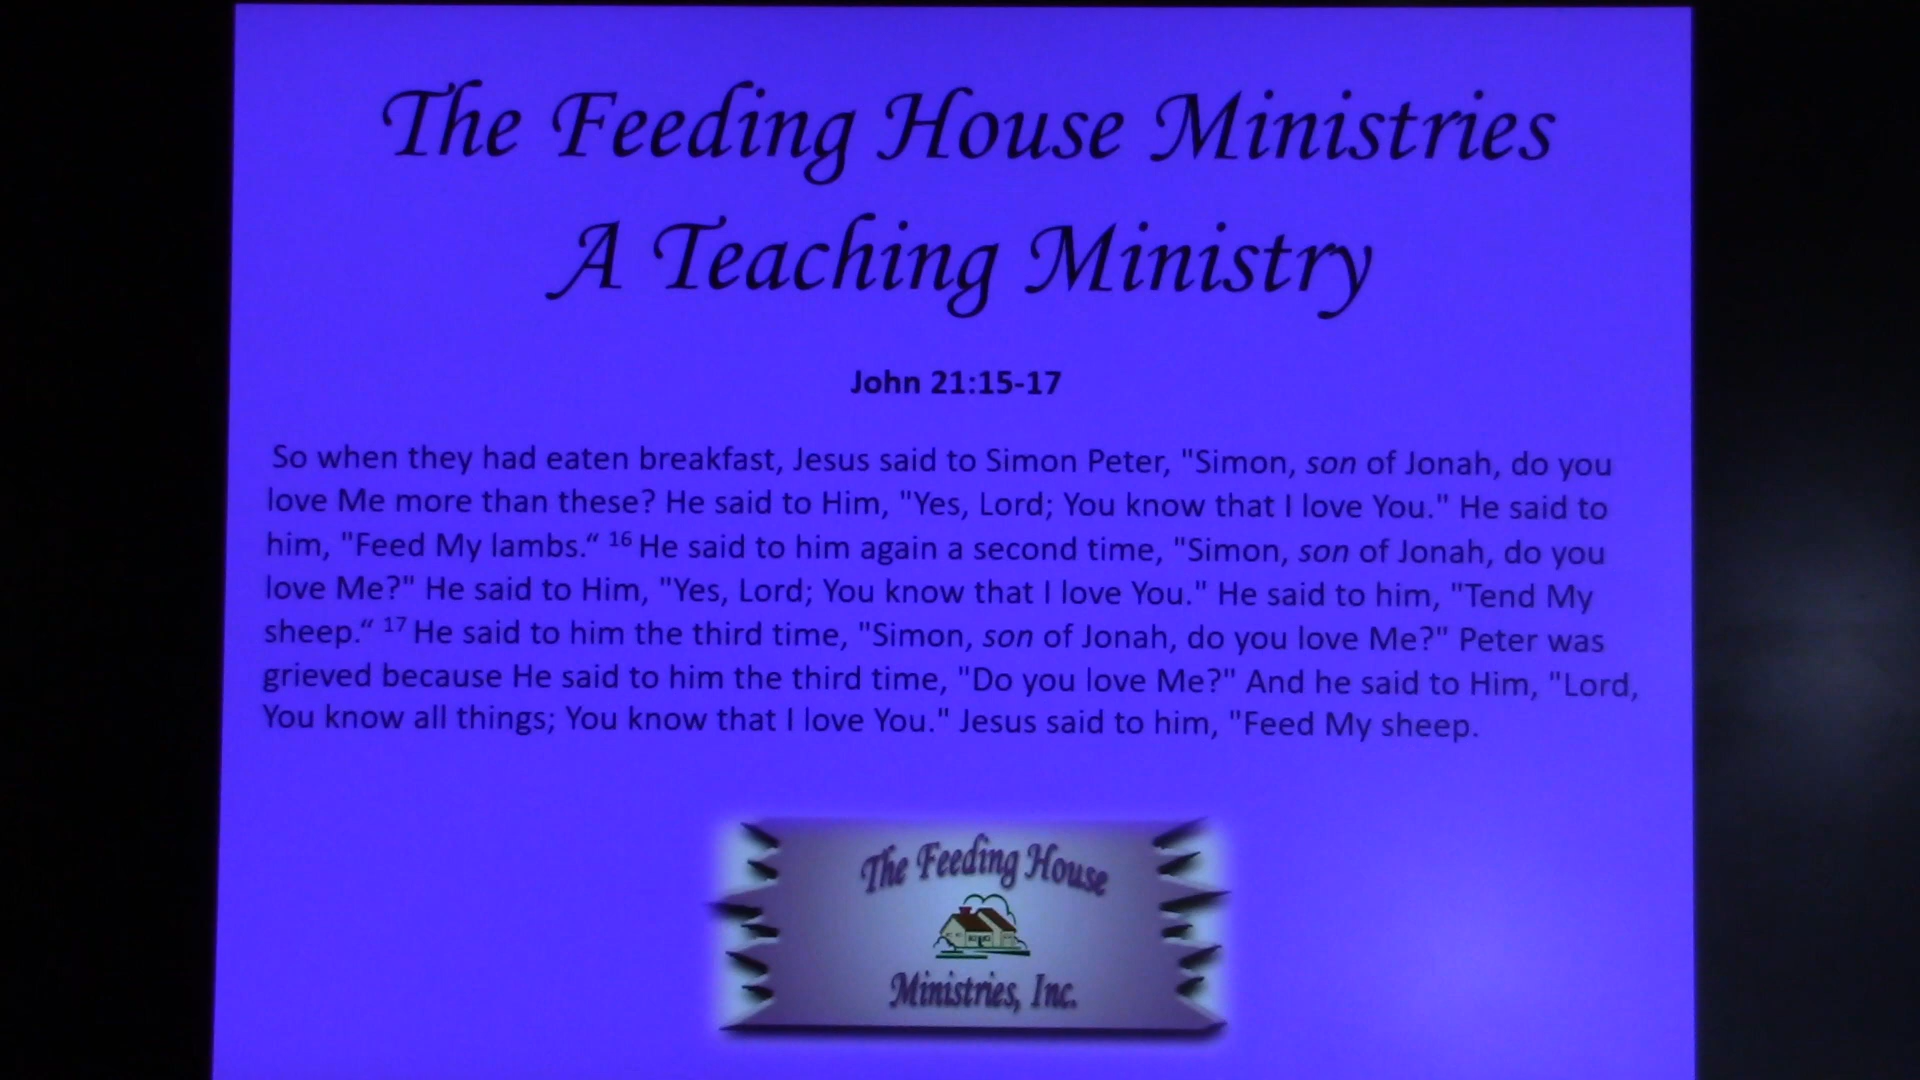 The Feeding House Ministries
A Teaching Ministry
John 21:15-17
So when they had eaten breakfast, Jesus said to Simon Peter, "Simon, son of Jonah, do you
love Me more than these? He said to Him, "Yes, Lord; You know that I love You." He said to
him, "Feed My lambs.“ 16 He said to him again a second time, "Simon, son of Jonah, do you
love Me?" He said to Him, "Yes, Lord; You know that I love You." He said to him, "Tend My
sheep.“ 17 He said to him the third time, "Simon, son of Jonah, do you love Me?" Peter was
grieved because He said to him the third time, "Do you love Me?" And he said to Him, "Lord,
You know all things; You know that I love You." Jesus said to him, "Feed My sheep.
The Feeding House
Ministries, Inc.